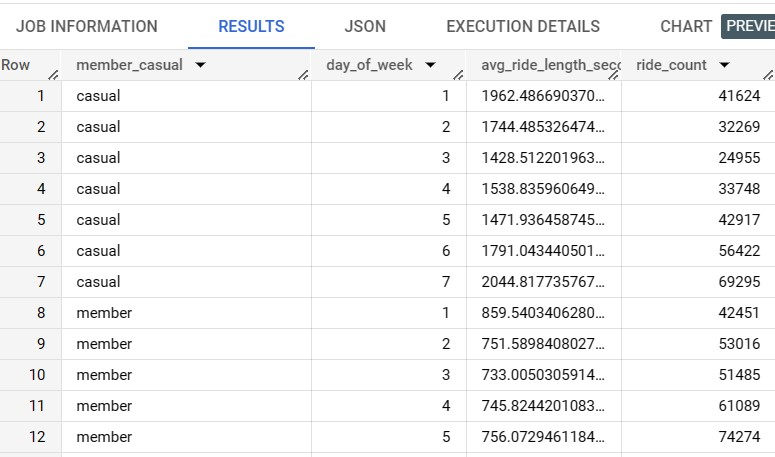 JOB INFORMATION RESULTS JSON EXECUTION DETAILS CHART PREVIE
Row member_casual day_of_week avg_ride_length_sec ride_count
1 casual 1 1962.486690370... 41624
2 casual 2 1744.485326474... 32269
3 casual 3 1428.512201963... 24955
4 casual 4 1538.835960649... 33748
5 casual 5 1471.936458745... 42917
6 casual 6 1791.043440501... 56422
7 casual 7 2044.817735767... 69295
8 member 1 859.5403406280... 42451
9 member 2 751.5898408027... 53016
10 member 3 733.0050305914... 51485
11 member 4 745.8244201083... 61089
12 member 5 756.0729461184... 74274